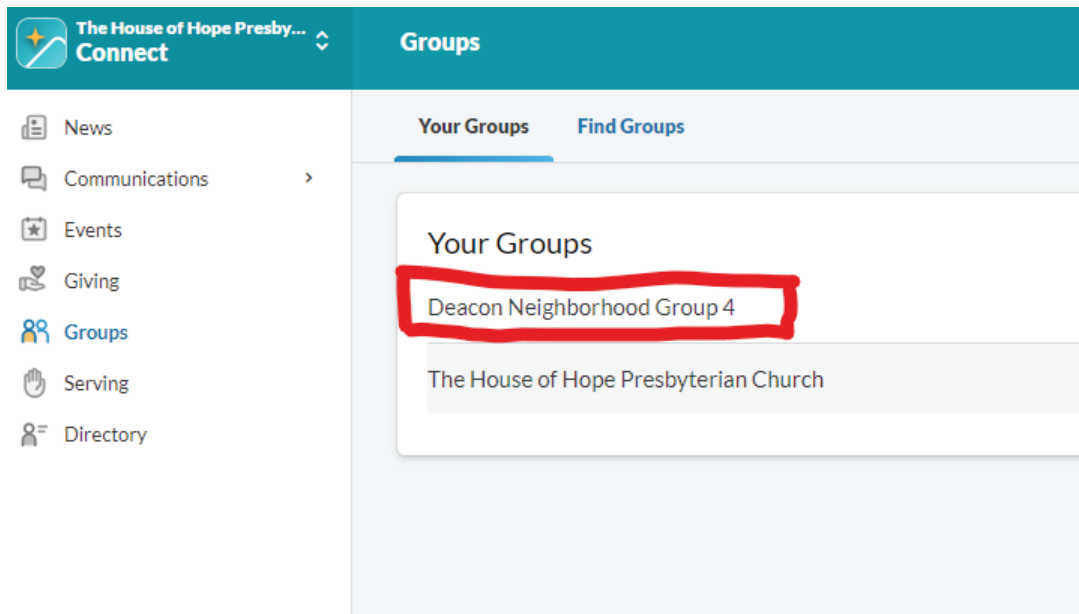 The House of Hope Presby...
Connect
Groups
News
Communications
Events
Giving
Groups
Serving
Directory
Your Groups
Find Groups
Your Groups
Deacon Neighborhood Group 4
The House of Hope Presbyterian Church